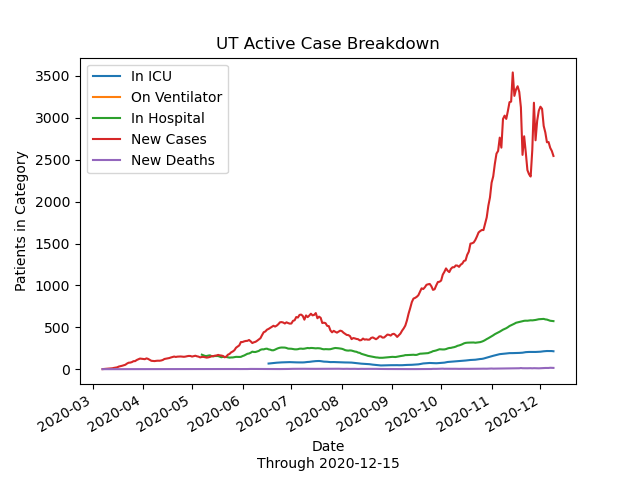 UT Active Case Breakdown
In ICU
On Ventilator
In Hospital
New Cases
New Deaths
Patients in Category
3500
3000
2500
2000
1500
1000
500
0
2020-03
2020-04
2020-05
2020-06
2020-07
2020-08
2020-09
2020-10
2020-11
2020-12
Date
Through 2020-12-15